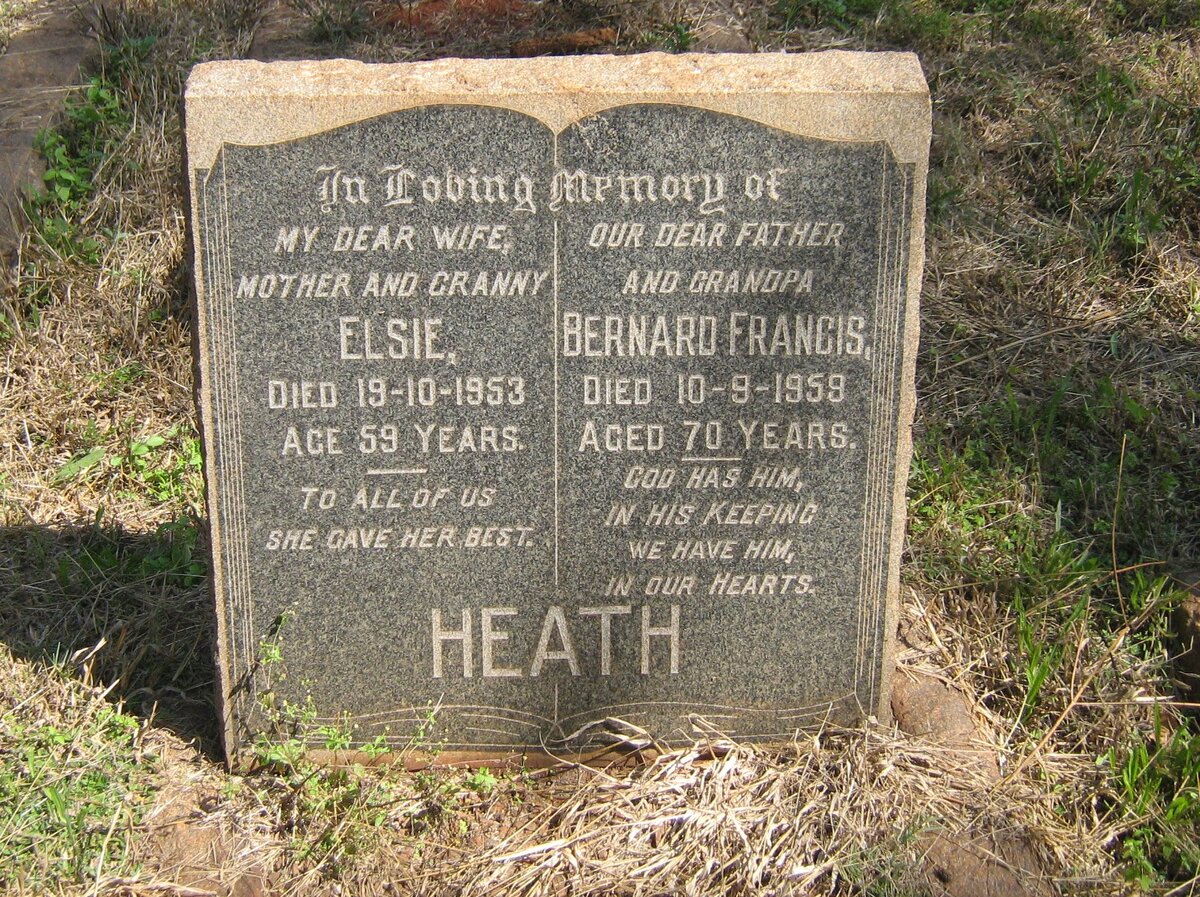 In Loving Memory of
MY DEAR WIFE,
MOTHER AND GRANNY
ELSIE,
DIED 19-10-1953
AGE 59 YEARS.
TO ALL OF US
SHE GAVE HER BEST.
OUR DEAR FATHER
AND GRANDPA
BERNARD FRANCIS,
DIED 10-9-1959
AGED 70 YEARS.
GOD HAS HIM,
IN HIS KEEPING
WE HAVE HIM,
IN OUR HEARTS.
HEATH